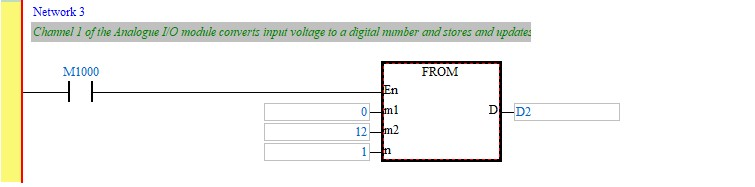 Network 3
Channel 1 of the Analogue I/O module converts input voltage to a digital number and stores and updates
M1000
FROM
En
0 m1 D D2
12 m2
1 n